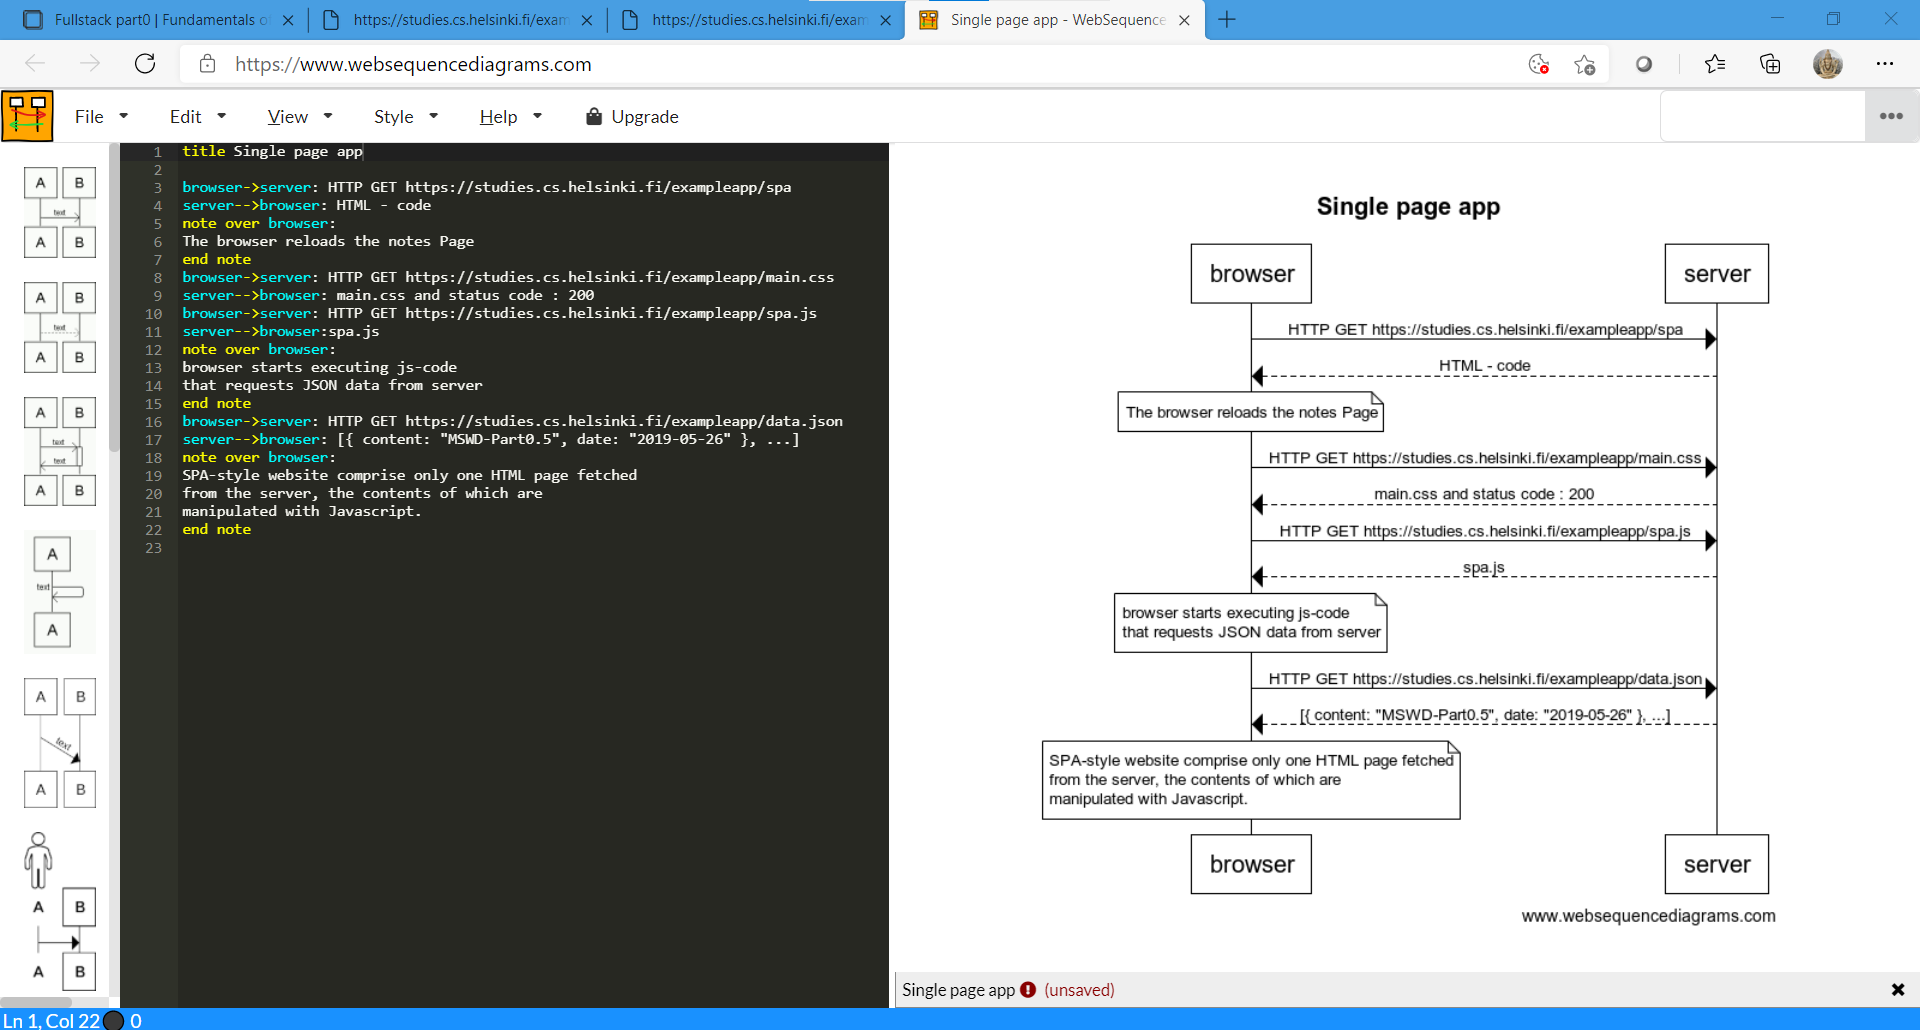 Fullstack part0 | Fundamentals o
https://studies.cs.helsinki.fi/exam
https://studies.cs.helsinki.fi/exam
Single page app - WebSequence
https://www.websequencediagrams.com
File Edit View Style Help Upgrade
A B
text
A B
A B
text
A B
A B
text
text
A B
A
text
A
A B
text
A B
A B
A B
1 title Single page app
2
3 browser->server: HTTP GET https://studies.cs.helsinki.fi/exampleapp/spa
4 server-->browser: HTML - code
5 note over browser:
6 The browser reloads the notes Page
7 end note
8 browser->server: HTTP GET https://studies.cs.helsinki.fi/exampleapp/main.css
9 server-->browser: main.css and status code : 200
10 browser->server: HTTP GET https://studies.cs.helsinki.fi/exampleapp/spa.js
11 server-->browser:spa.js
12 note over browser:
13 browser starts executing js-code
14 that requests JSON data from server
15 end note
16 browser->server: HTTP GET https://studies.cs.helsinki.fi/exampleapp/data.json
17 server-->browser: [{ content: "MSWD-Part0.5", date: "2019-05-26" }, ...]
18 note over browser:
19 SPA-style website comprise only one HTML page fetched
20 from the server, the contents of which are
21 manipulated with Javascript.
22 end note
23
Single page app
browser server
HTTP GET https://studies.cs.helsinki.fi/exampleapp/spa
HTML - code
The browser reloads the notes Page
HTTP GET https://studies.cs.helsinki.fi/exampleapp/main.css
main.css and status code : 200
HTTP GET https://studies.cs.helsinki.fi/exampleapp/spa.js
spa.js
browser starts executing js-code
that requests JSON data from server
HTTP GET https://studies.cs.helsinki.fi/exampleapp/data.json
[{ content: "MSWD-Part0.5", date: "2019-05-26" }, ...]
SPA-style website comprise only one HTML page fetched
from the server, the contents of which are
manipulated with Javascript.
browser server
www.websequencediagrams.com
Single page app (unsaved)
Ln 1, Col 22 0